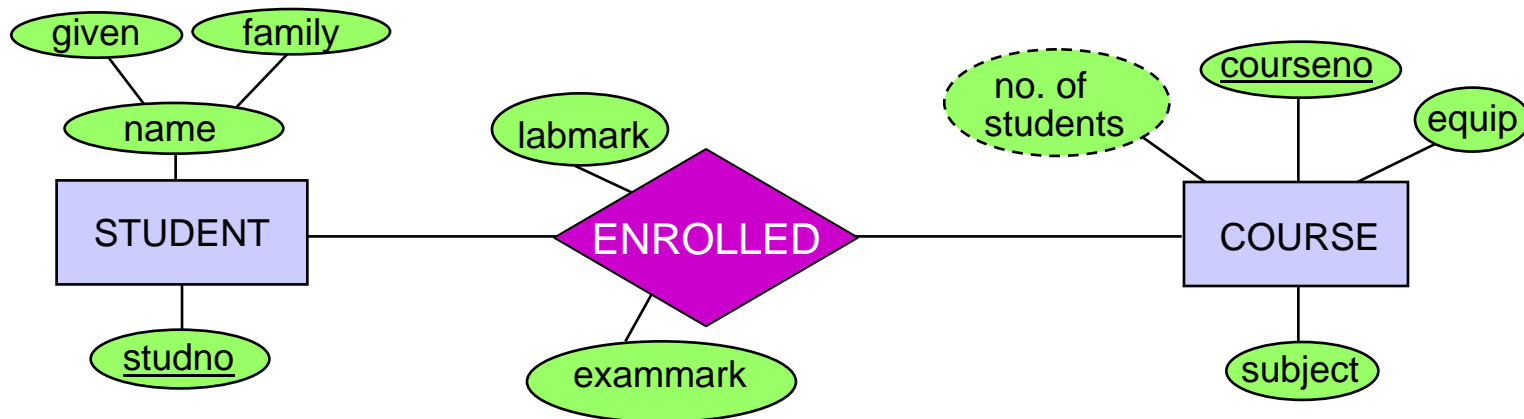 given
family
name
STUDENT
studno
labmark
ENROLLED
exammark
no. of
students
courseno
equip
COURSE
subject